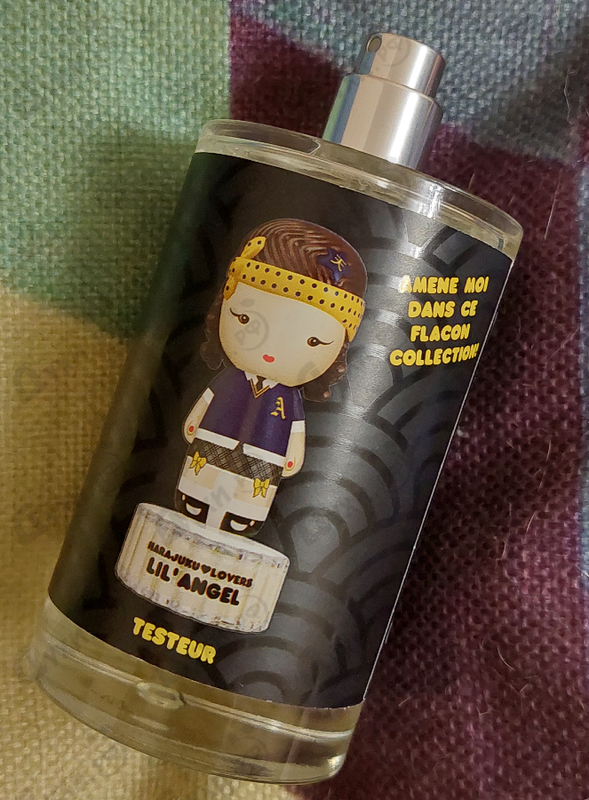 AMENE MOI
DANS CE
FLACON
COLLECTION!
A
HARAJUKU♥LOVERS
LIL'ANGEL
TESTEUR